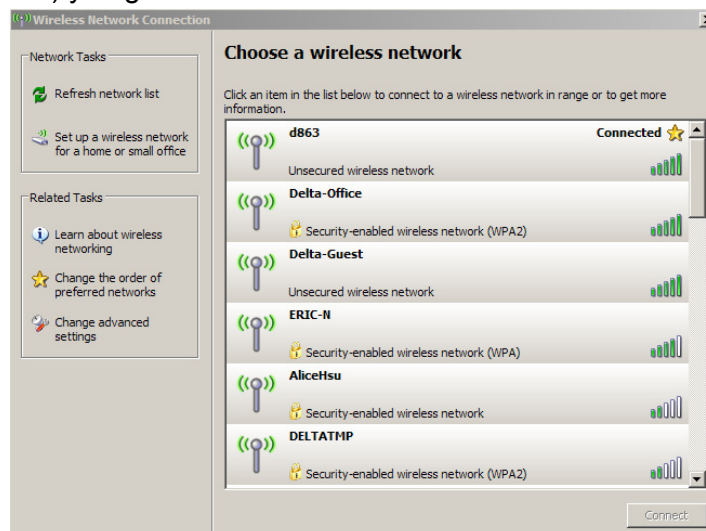 Wireless Network Connection
Network Tasks
Refresh network list
Set up a wireless network
for a home or small office
Related Tasks
Learn about wireless
networking
Change the order of
preferred networks
Change advanced
settings
Choose a wireless network
Click an item in the list below to connect to a wireless network in range or to get more
information.
d863 Connected
Unsecured wireless network
Delta-Office
Security-enabled wireless network (WPA2)
Delta-Guest
Unsecured wireless network
ERIC-N
Security-enabled wireless network (WPA)
AliceHsu
Security-enabled wireless network
DELTATMP
Security-enabled wireless network (WPA2)
Connect